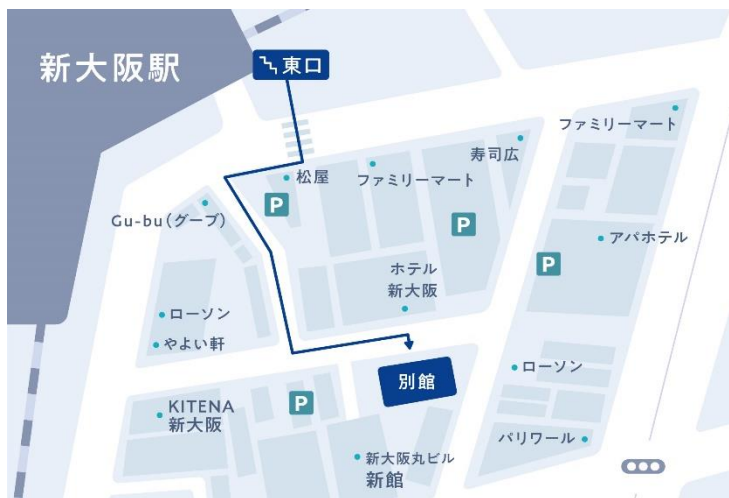 新大阪駅
東口
ファミリーマート
寿司広
松屋
ファミリーマート
P
Gu-bu(グーブ)
P
アパホテル
P
ホテル
新大阪
ローソン
やよい軒
ローソン
別館
KITENA
新大阪
P
パリワール
新大阪丸ビル
新館